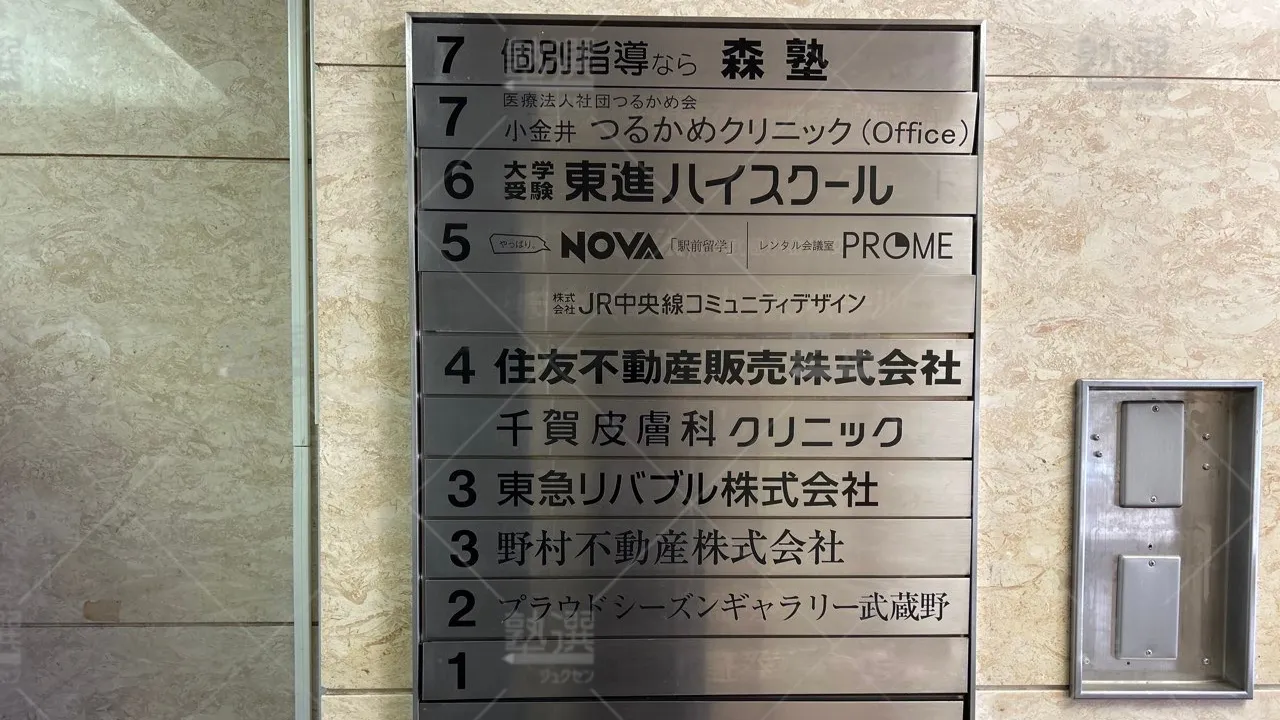 7 個別指導なら 森塾
医療法人社団つるかめ会
7 小金井 つるかめクリニック(Office)
6 大学受験 東進ハイスクール
5 やっぱり、 NOVA 「駅前留学」 レンタル会議室 PROME
株式会社 JR中央線コミュニティデザイン
4 住友不動産販売株式会社
千賀皮膚科クリニック
3 東急リバブル株式会社
3 野村不動産株式会社
2 プラウドシーズンギャラリー武蔵野
1
塾選
ジュクセン